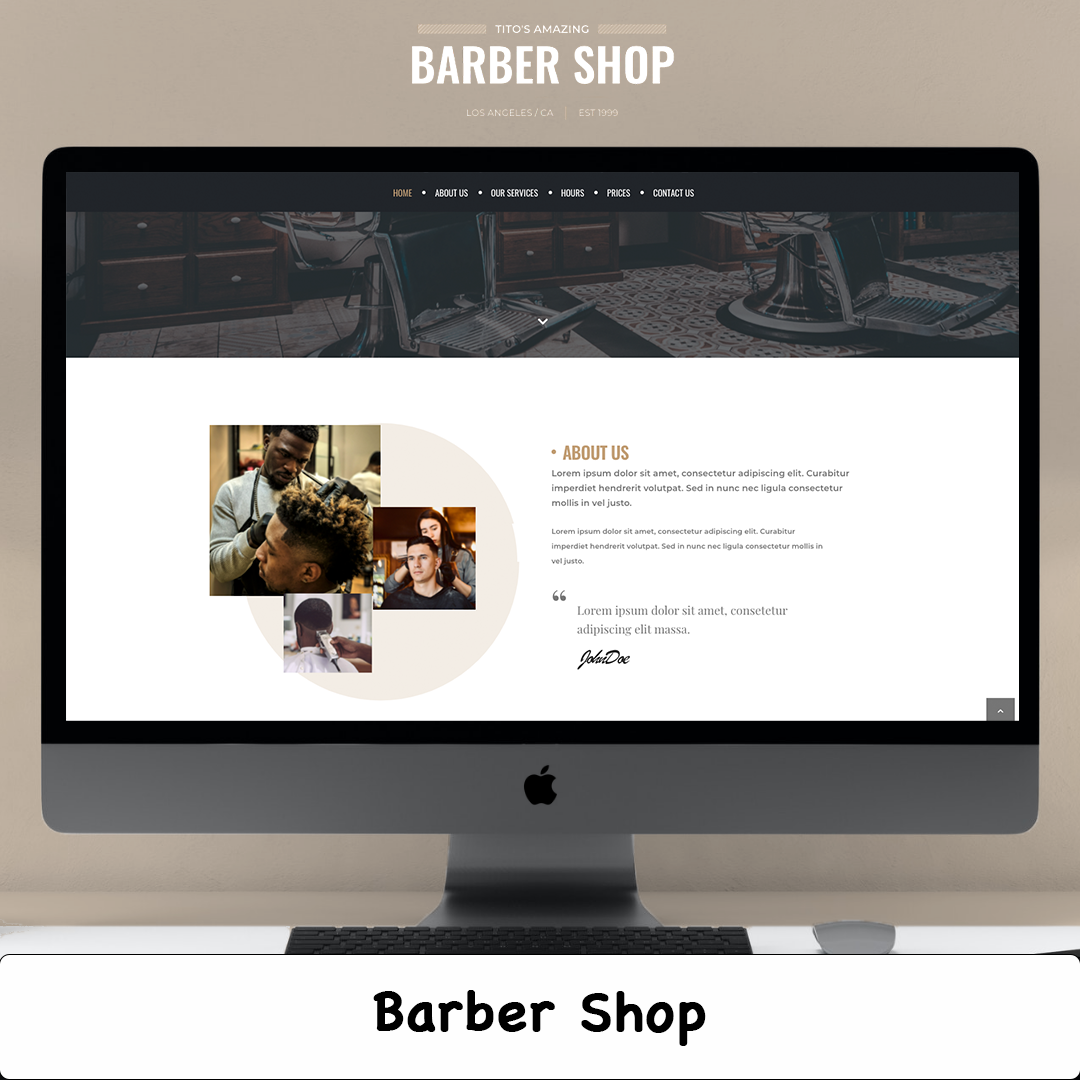 TITO'S AMAZING
BARBER SHOP
LOS ANGELES / CA | EST 1999
HOME • ABOUT US • OUR SERVICES • HOURS • PRICES • CONTACT US
• ABOUT US
Lorem ipsum dolor sit amet, consectetur adipiscing elit. Curabitur
imperdiet hendrerit volutpat. Sed in nunc nec ligula consectetur
mollis in vel justo.
Lorem ipsum dolor sit amet, consectetur adipiscing elit. Curabitur
imperdiet hendrerit volutpat. Sed in nunc nec ligula consectetur mollis in
vel justo.
“
Lorem ipsum dolor sit amet, consetetur
adipiscing elit massa.
JohnDoe
Barber Shop